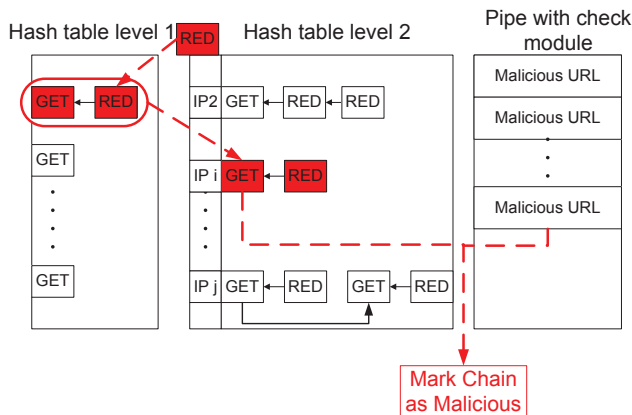 Hash table level 1
Hash table level 2
Pipe with check
module
RED
GET
RED
IP2
GET
RED
RED
Malicious URL
Malicious URL
GET
IP i
GET
RED
Malicious URL
GET
IP j
GET
RED
GET
RED
Mark Chain
as Malicious